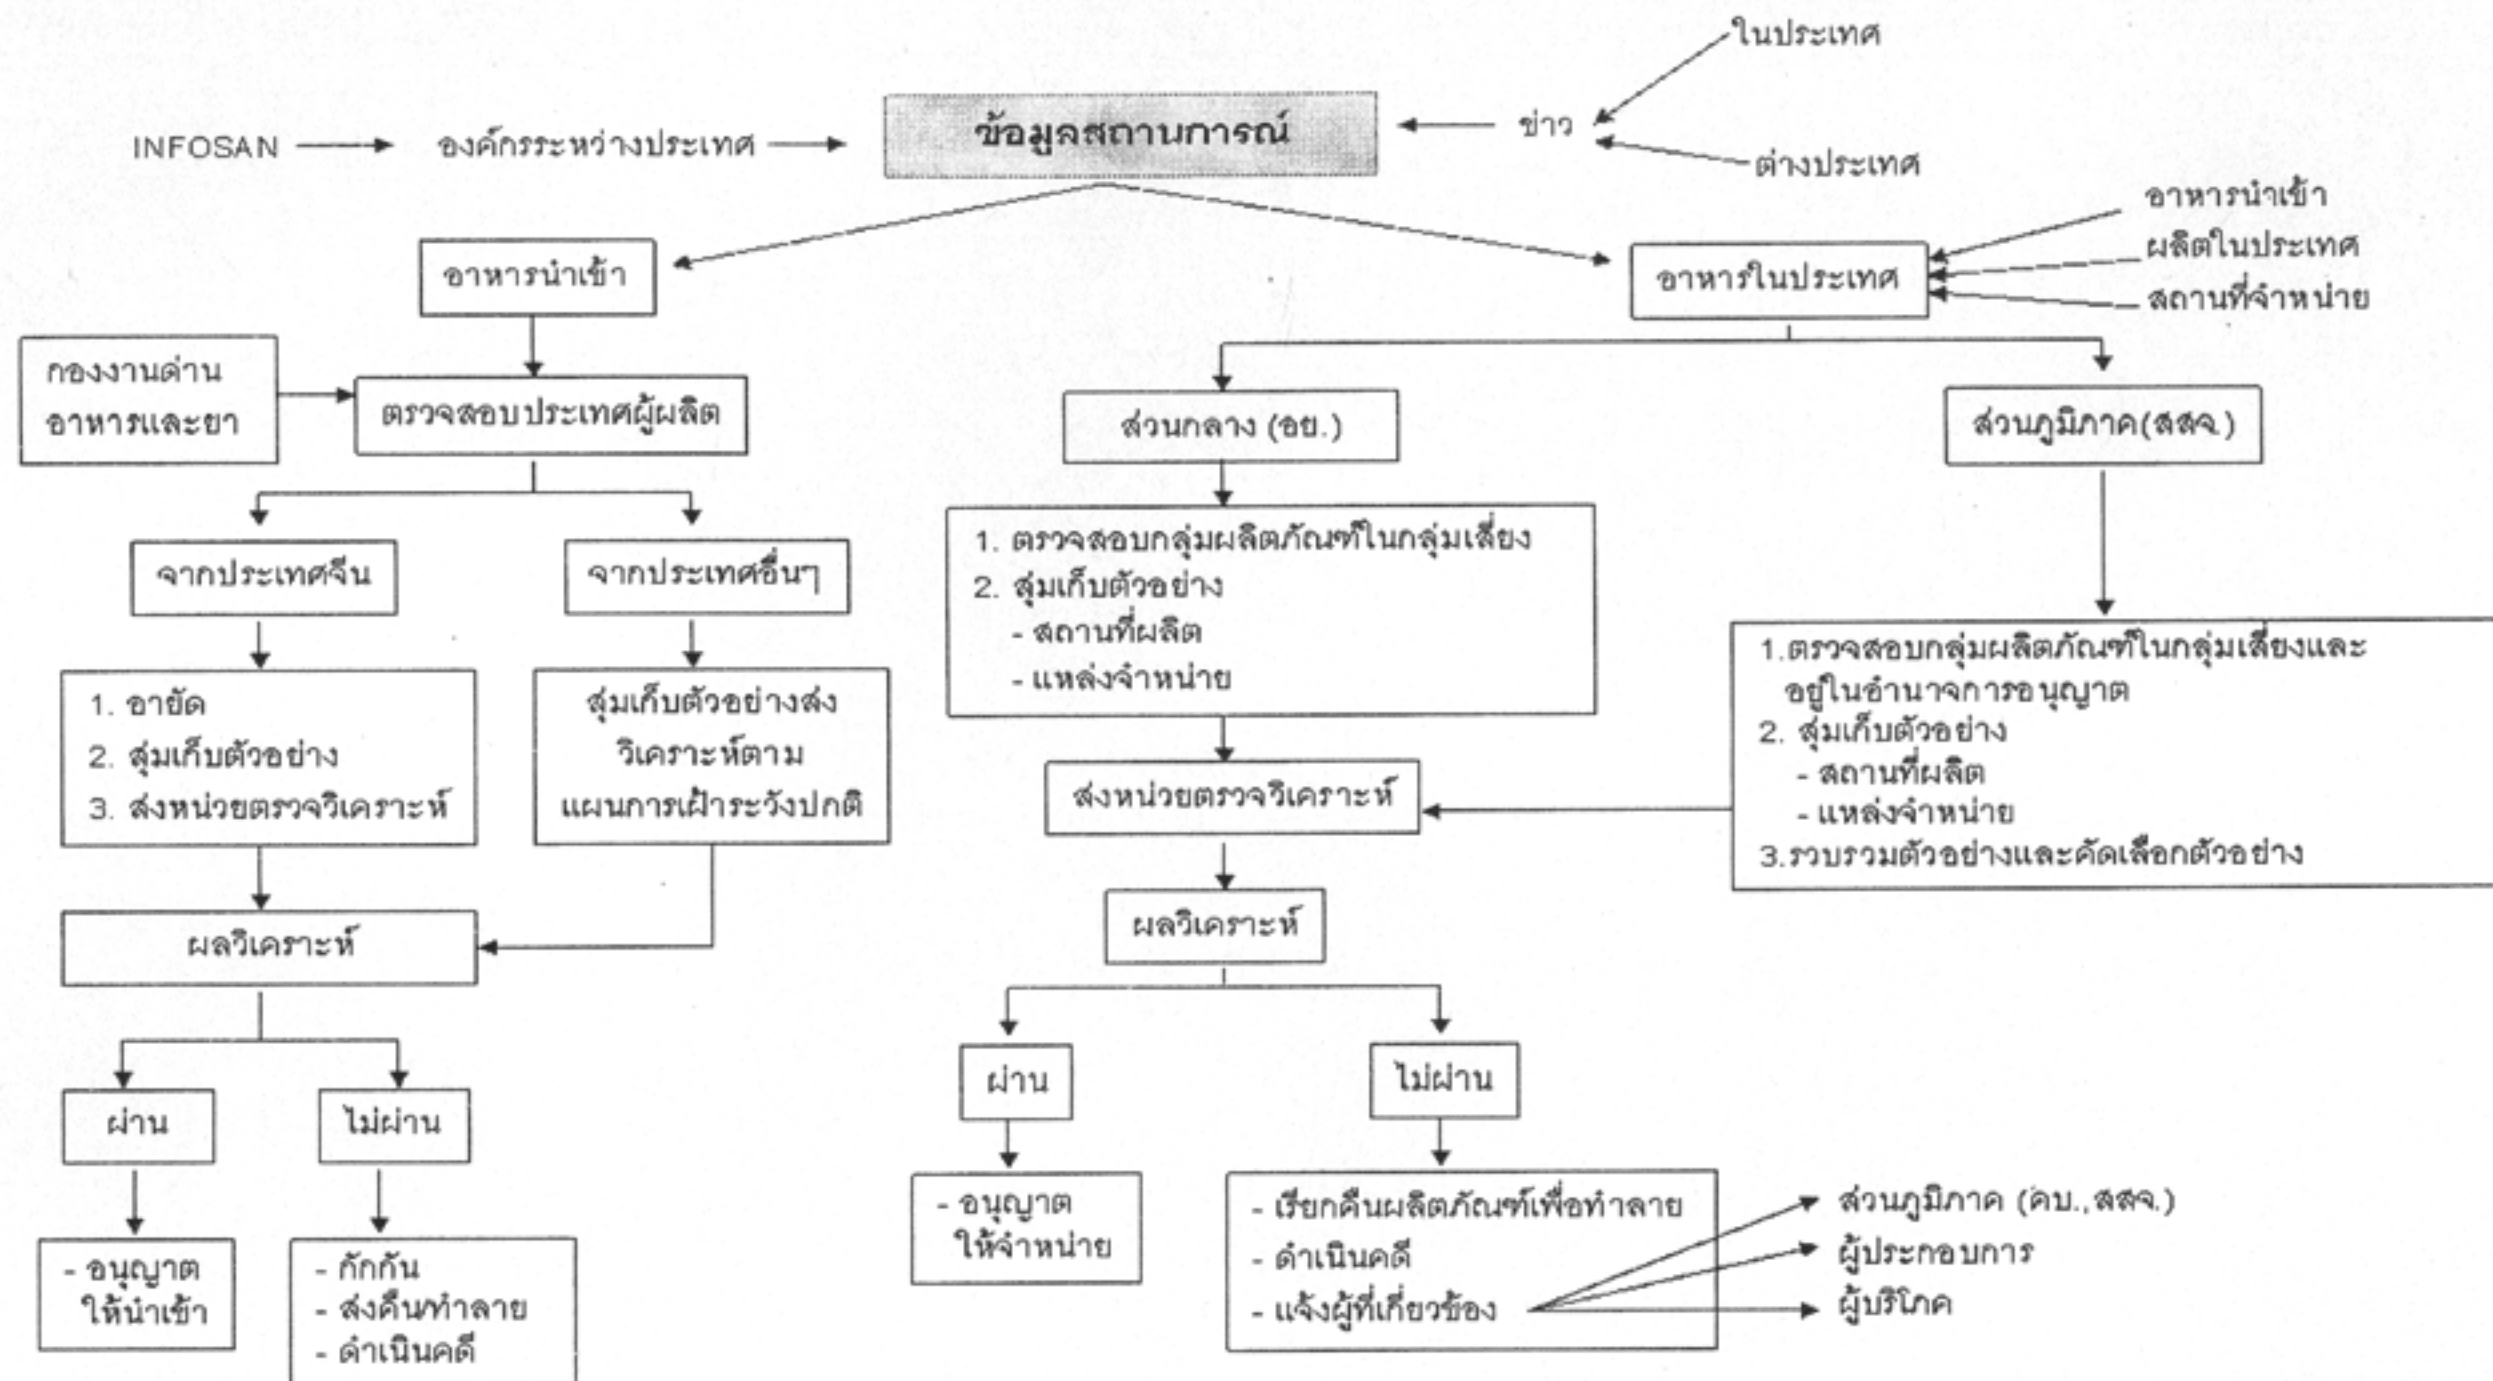 ในประเทศ
ข้อมูลสถานการณ์
ข่าว
INFOSAN
องค์กรระหว่างประเทศ
ต่างประเทศ
อาหารนำเข้า
ผลิตในประเทศ
สถานที่จำหน่าย
อาหารนำเข้า
อาหารในประเทศ
กองงานด่าน
อาหารและยา
ตรวจสอบประเทศผู้ผลิต
ส่วนกลาง (อย.)
ส่วนภูมิภาค(สสจ.)
จากประเทศจีน
จากประเทศอื่นๆ
1. ตรวจสอบกลุ่มผลิตภัณฑ์ในกลุ่มเสี่ยง
2. สุ่มเก็บตัวอย่าง
- สถานที่ผลิต
- แหล่งจำหน่าย
1.ตรวจสอบกลุ่มผลิตภัณฑ์ในกลุ่มเสี่ยงและ
อยู่ในอำนาจการอนุญาต
2. สุ่มเก็บตัวอย่าง
- สถานที่ผลิต
- แหล่งจำหน่าย
3.รวบรวมตัวอย่างและคัดเลือกตัวอย่าง
1. อายัด
2. สุ่มเก็บตัวอย่าง
3. ส่งหน่วยตรวจวิเคราะห์
สุ่มเก็บตัวอย่างส่ง
วิเคราะห์ตาม
แผนการเฝ้าระวังปกติ
ส่งหน่วยตรวจวิเคราะห์
ผลวิเคราะห์
ผลวิเคราะห์
ผ่าน
ไม่ผ่าน
ผ่าน
ไม่ผ่าน
- อนุญาต
ให้นำเข้า
- กักกัน
- ส่งคืน/ทำลาย
- ดำเนินคดี
- อนุญาต
ให้จำหน่าย
- เรียกคืนผลิตภัณฑ์เพื่อทำลาย
- ดำเนินคดี
- แจ้งผู้ที่เกี่ยวข้อง
ส่วนภูมิภาค (คบ.,สสจ.)
ผู้ประกอบการ
ผู้บริโภค